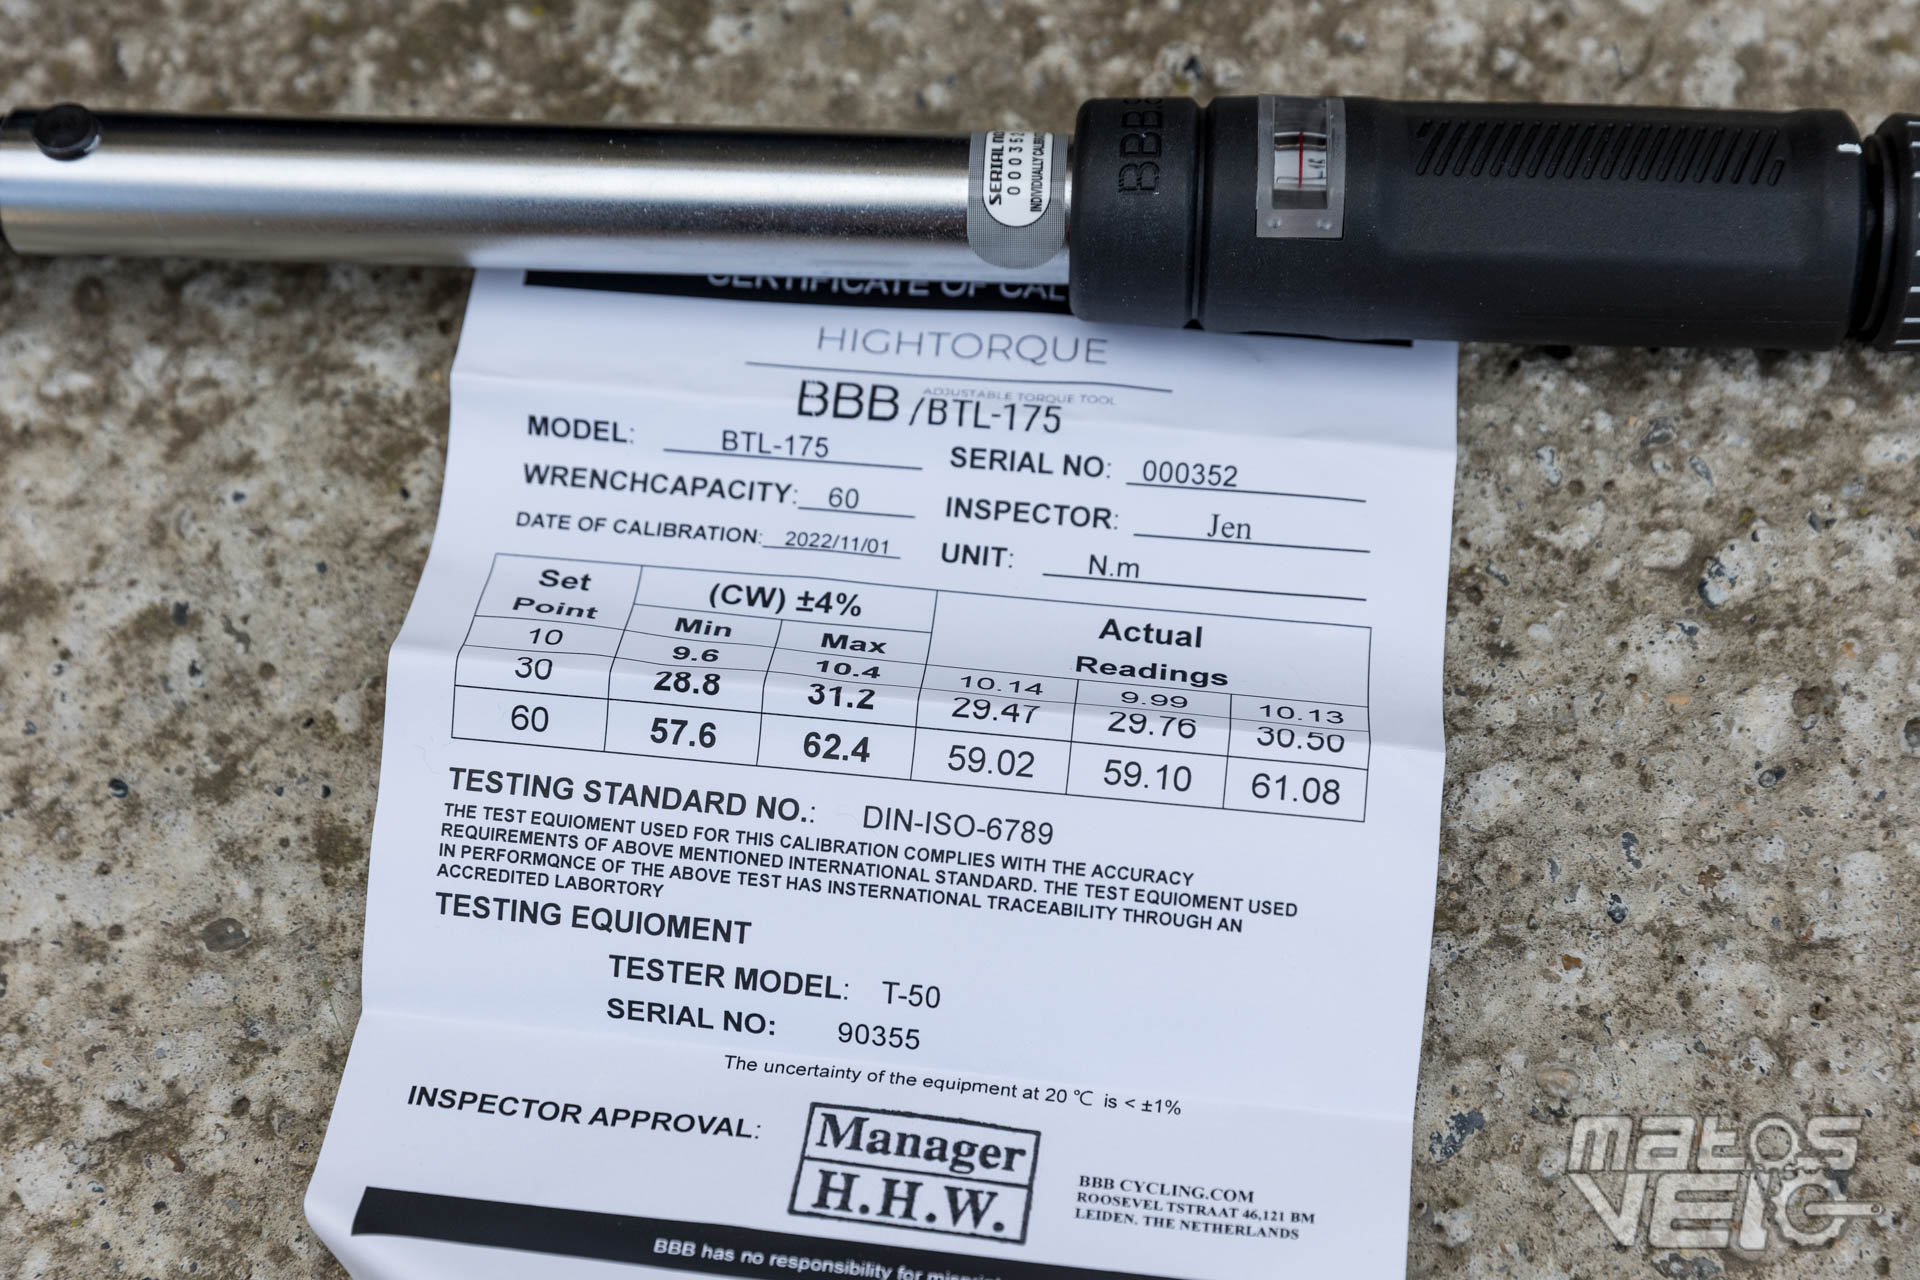 BBB
SERIAL NO
000352
INDIVIDUALLY
CERTIFICATE OF
HIGHTORQUE
ADJUSTABLE TORQUE TOOL
BBB /BTL-175
MODEL: BTL-175 SERIAL NO: 000352
WRENCHCAPACITY: 60 INSPECTOR: Jen
DATE OF CALIBRATION: 2022/11/01 UNIT: N.m
Set Point (CW) ±4% Actual Readings
Min Max
10 9.6 10.4 10.14 9.99 10.13
30 28.8 31.2 29.47 29.76 30.50
60 57.6 62.4 59.02 59.10 61.08
TESTING STANDARD NO.: DIN-ISO-6789
THE TEST EQUIOMENT USED FOR THIS CALIBRATION COMPLIES WITH THE ACCURACY
REQUIREMENTS OF ABOVE MENTIONED INTERNATIONAL STANDARD. THE TEST EQUIOMENT USED
IN PERFORMQNCE OF THE ABOVE TEST HAS INSTERNATIONAL TRACEABILITY THROUGH AN
ACCREDITED LABORTORY
TESTING EQUIOMENT
TESTER MODEL: T-50
SERIAL NO: 90355
The uncertainty of the equipment at 20 ℃ is < ±1%
INSPECTOR APPROVAL: Manager
H.H.W.
BBB CYCLING.COM
ROOSEVEL TSTRAAT 46,121 BM
LEIDEN. THE NETHERLANDS
BBB has no responsibility for
matos
VELO